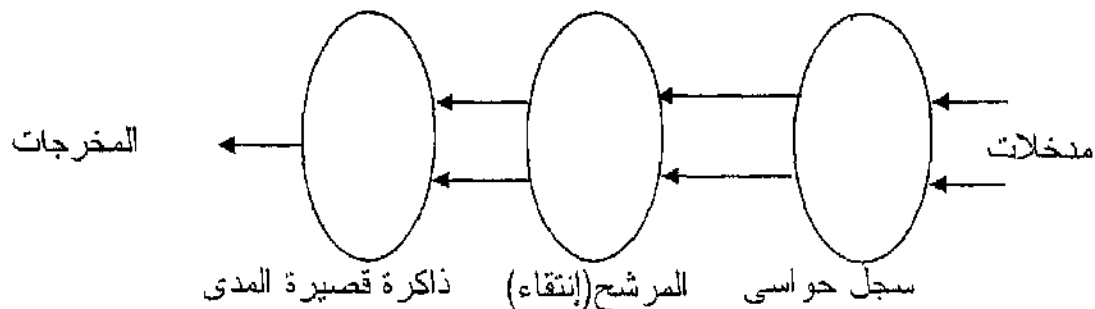 مدخلات
المخرجات
سجل حواسى
المرشح(إنتقاء)
ذاكرة قصيرة المدى